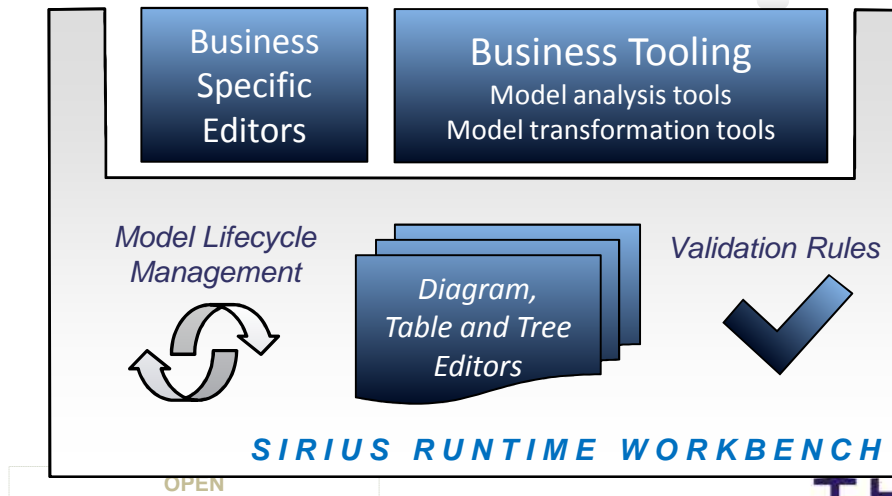 Business
Specific
Editors
Business Tooling
Model analysis tools
Model transformation tools
Model Lifecycle
Management
Diagram,
Table and Tree
Editors
Validation Rules
SIRIUS RUNTIME WORKBENCH
OPEN